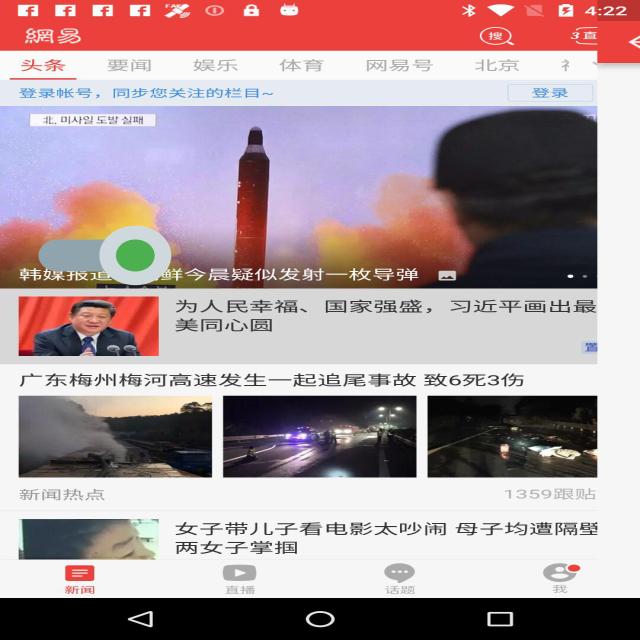 4:22
網易
搜
直
头条 要闻 娱乐 体育 网易号 北京
登录帐号，同步您关注的栏目~ 登录
北, 미사일 도발 실패
韩媒报道 鲜今晨疑似发射一枚导弹
为人民幸福、国家强盛，习近平画出最
美同心圆
广东梅州梅河高速发生一起追尾事故 致6死3伤
新闻热点 1359跟贴
女子带儿子看电影太吵闹 母子均遭隔壁
两女子掌掴
新闻 直播 话题 我